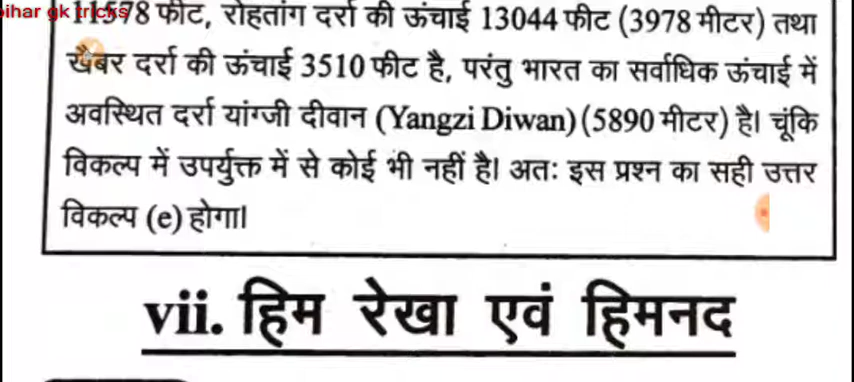 bihar gk tricks
11578 फीट, रोहतांग दर्रा की ऊंचाई 13044 फीट (3978 मीटर) तथा
खैबर दर्रा की ऊंचाई 3510 फीट है, परंतु भारत का सर्वाधिक ऊंचाई में
अवस्थित दर्रा यांग्जी दीवान (Yangzi Diwan) (5890 मीटर) है। चूंकि
विकल्प में उपर्युक्त में से कोई भी नहीं है। अतः इस प्रश्न का सही उत्तर
विकल्प (e) होगा।
vii. हिम रेखा एवं हिमनद